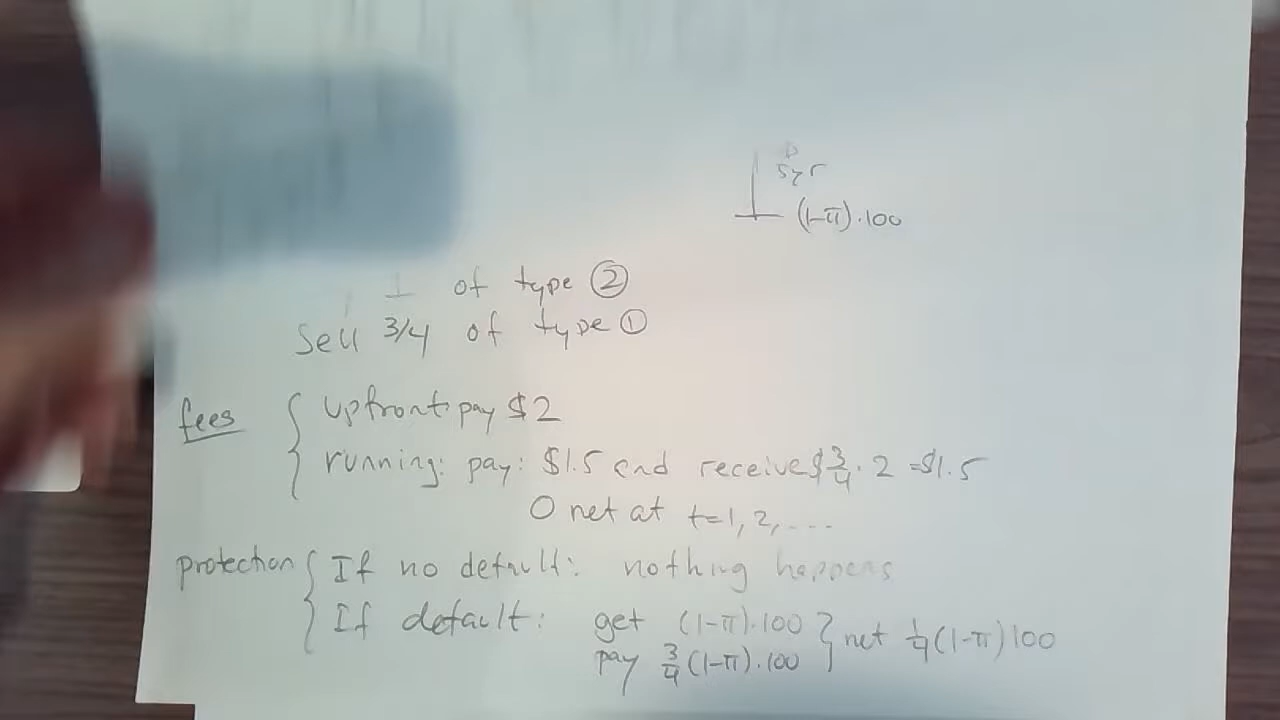 5yr
(1-π).100
1 of type ②
Sell 3/4 of type ①
fees { upfront: pay $2
running: pay: $1.5 and receive $3/4 . 2 = $1.5
0 net at t=1, 2, ....
protection { If no default: nothing happens
If default: get (1-π).100 } net 1/4(1-π)100
pay 3/4(1-π).100